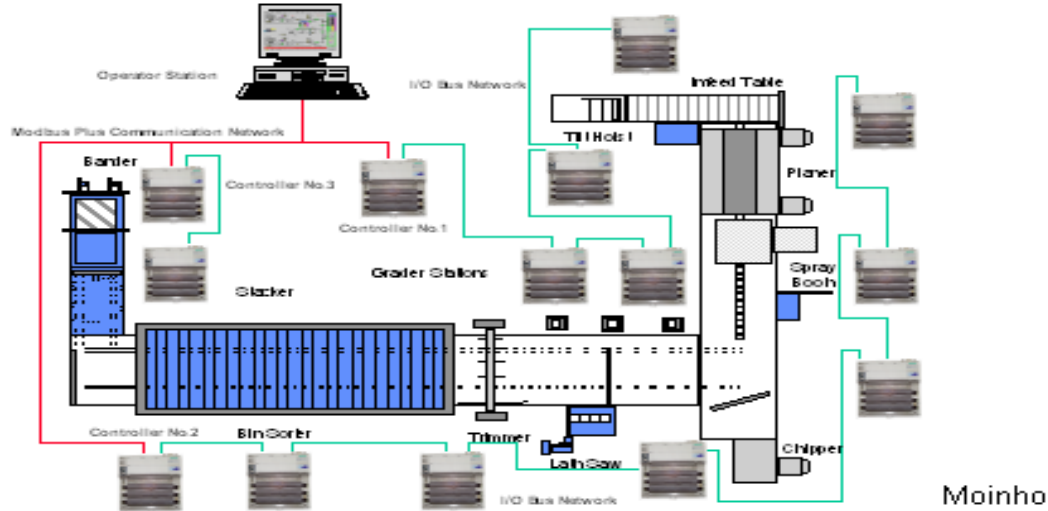 Operator Station
I/O Bus Network
Infeed Table
Modbus Plus Communication Network
Tilt Hoist
Bander
Controller No.3
Planer
Controller No.1
Grader Stations
Spray
Booth
Stacker
Controller No.2
Bin Sorter
Trimmer
Lath Saw
Chipper
I/O Bus Network
Moinho